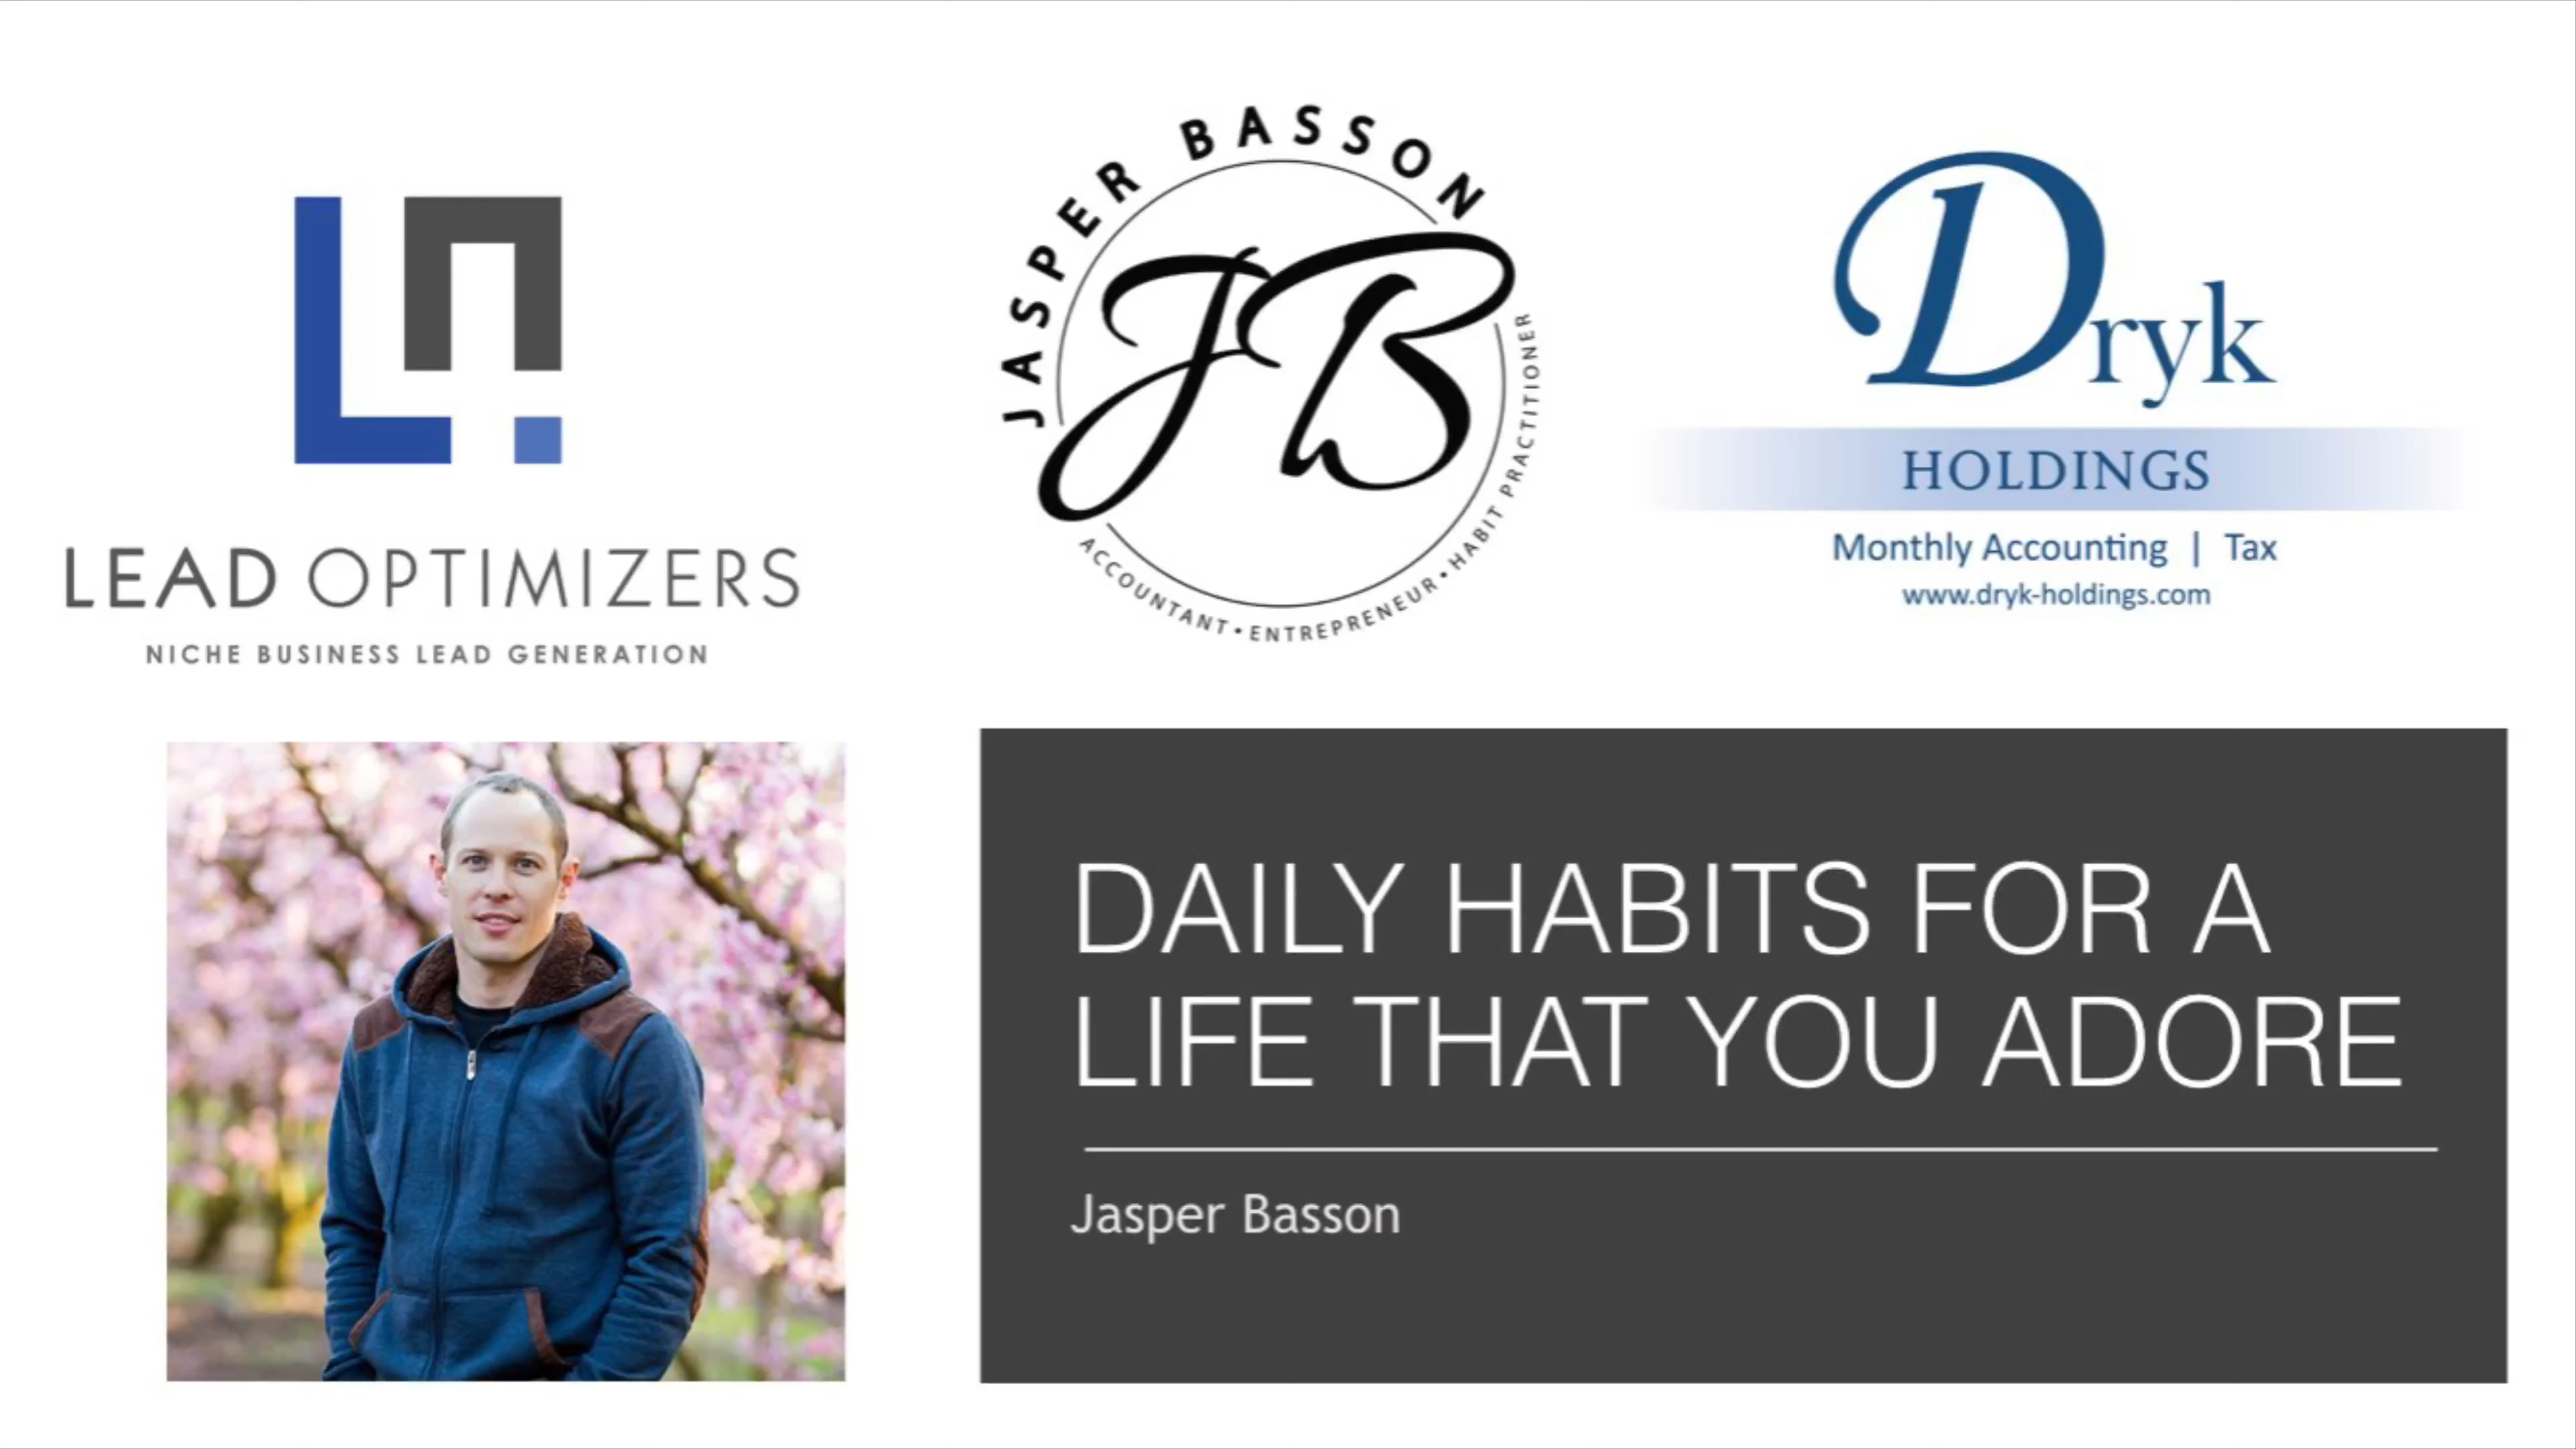 LEAD OPTIMIZERS
NICHE BUSINESS LEAD GENERATION
JASPER BASSON
JB
ACCOUNTANT • ENTREPRENEUR • HABIT PRACTITIONER
Dryk
HOLDINGS
Monthly Accounting | Tax
www.dryk-holdings.com
DAILY HABITS FOR A
LIFE THAT YOU ADORE
Jasper Basson